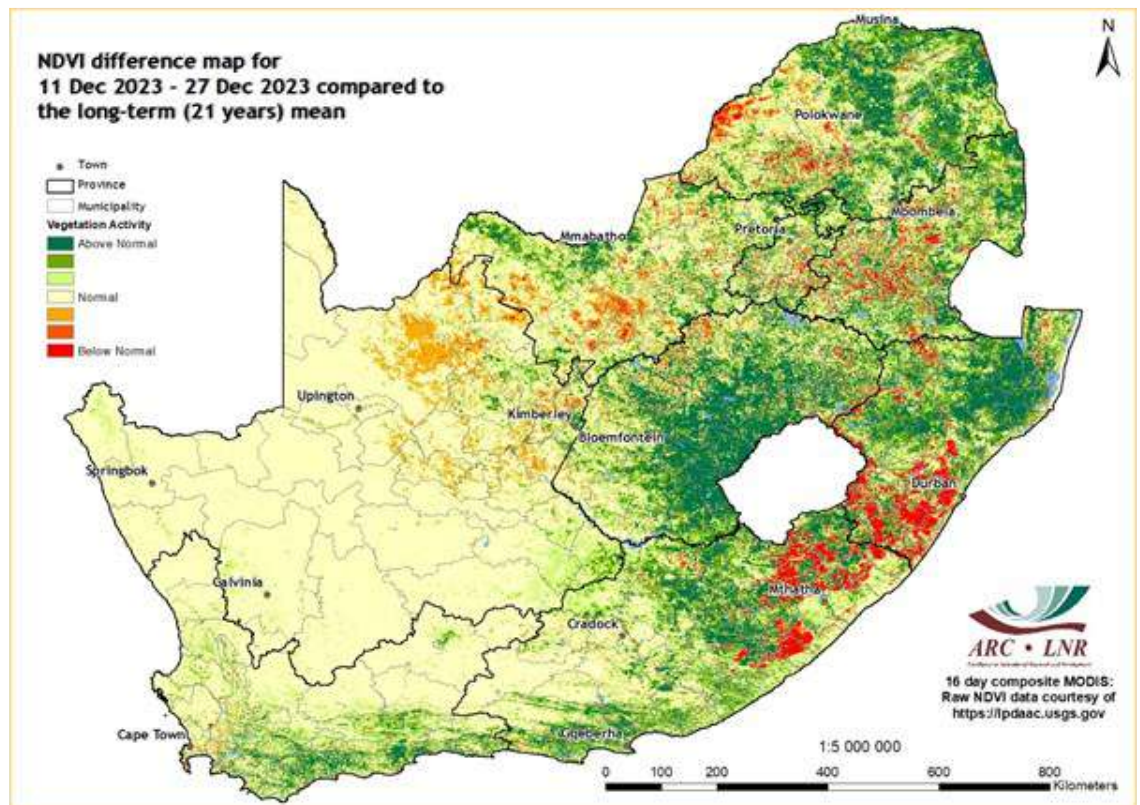 NDVI difference map for
11 Dec 2023 - 27 Dec 2023 compared to
the long-term (21 years) mean
N
Town
Province
Municipality
Vegetation Activity
Above Normal
Normal
Below Normal
Musina
Polokwane
Mbombela
Pretoria
Mmabatho
Upington
Kimberley
Bloemfontein
Springbok
Durban
Calvinia
Mthatha
Cradock
Cape Town
Gqeberha
ARC • LNR
16 day composite MODIS:
Raw NDVI data courtesy of
https://lpdaac.usgs.gov
1:5 000 000
0 100 200 400 600 800
Kilometers